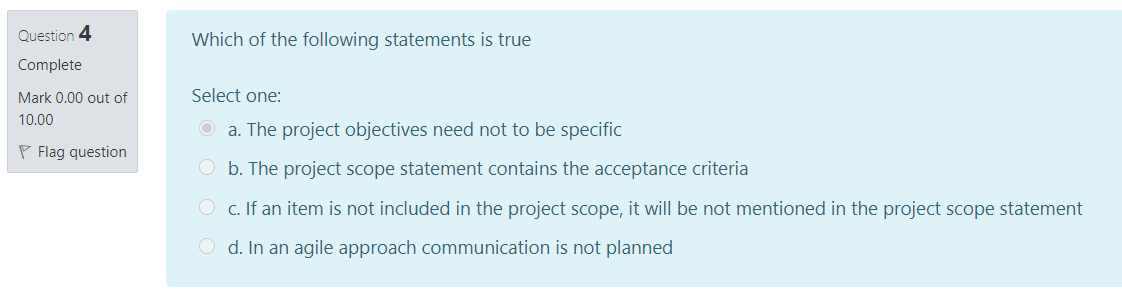 Question 4
Complete
Mark 0.00 out of
10.00
Flag question
Which of the following statements is true
Select one:
a. The project objectives need not to be specific
b. The project scope statement contains the acceptance criteria
c. If an item is not included in the project scope, it will be not mentioned in the project scope statement
d. In an agile approach communication is not planned